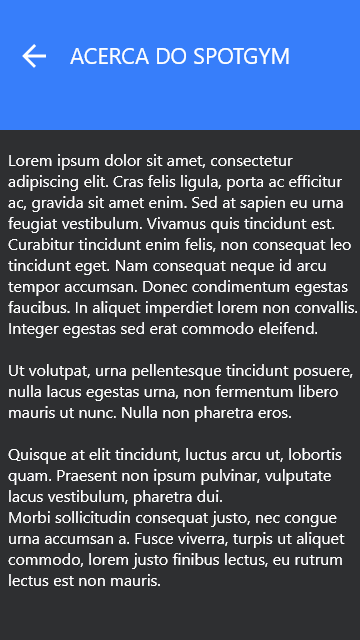 ACERCA DO SPOTGYM
Lorem ipsum dolor sit amet, consectetur
adipiscing elit. Cras felis ligula, porta ac efficitur
ac, gravida sit amet enim. Sed at sapien eu urna
feugiat vestibulum. Vivamus quis tincidunt est.
Curabitur tincidunt enim felis, non consequat leo
tincidunt eget. Nam consequat neque id arcu
tempor accumsan. Donec condimentum egestas
faucibus. In aliquet imperdiet lorem non convallis.
Integer egestas sed erat commodo eleifend.
Ut volutpat, urna pellentesque tincidunt posuere,
nulla lacus egestas urna, non fermentum libero
mauris ut nunc. Nulla non pharetra eros.
Quisque at elit tincidunt, luctus arcu ut, lobortis
quam. Praesent non ipsum pulvinar, vulputate
lacus vestibulum, pharetra dui.
Morbi sollicitudin consequat justo, nec congue
urna accumsan a. Fusce viverra, turpis ut aliquet
commodo, lorem justo finibus lectus, eu rutrum
lectus est non mauris.